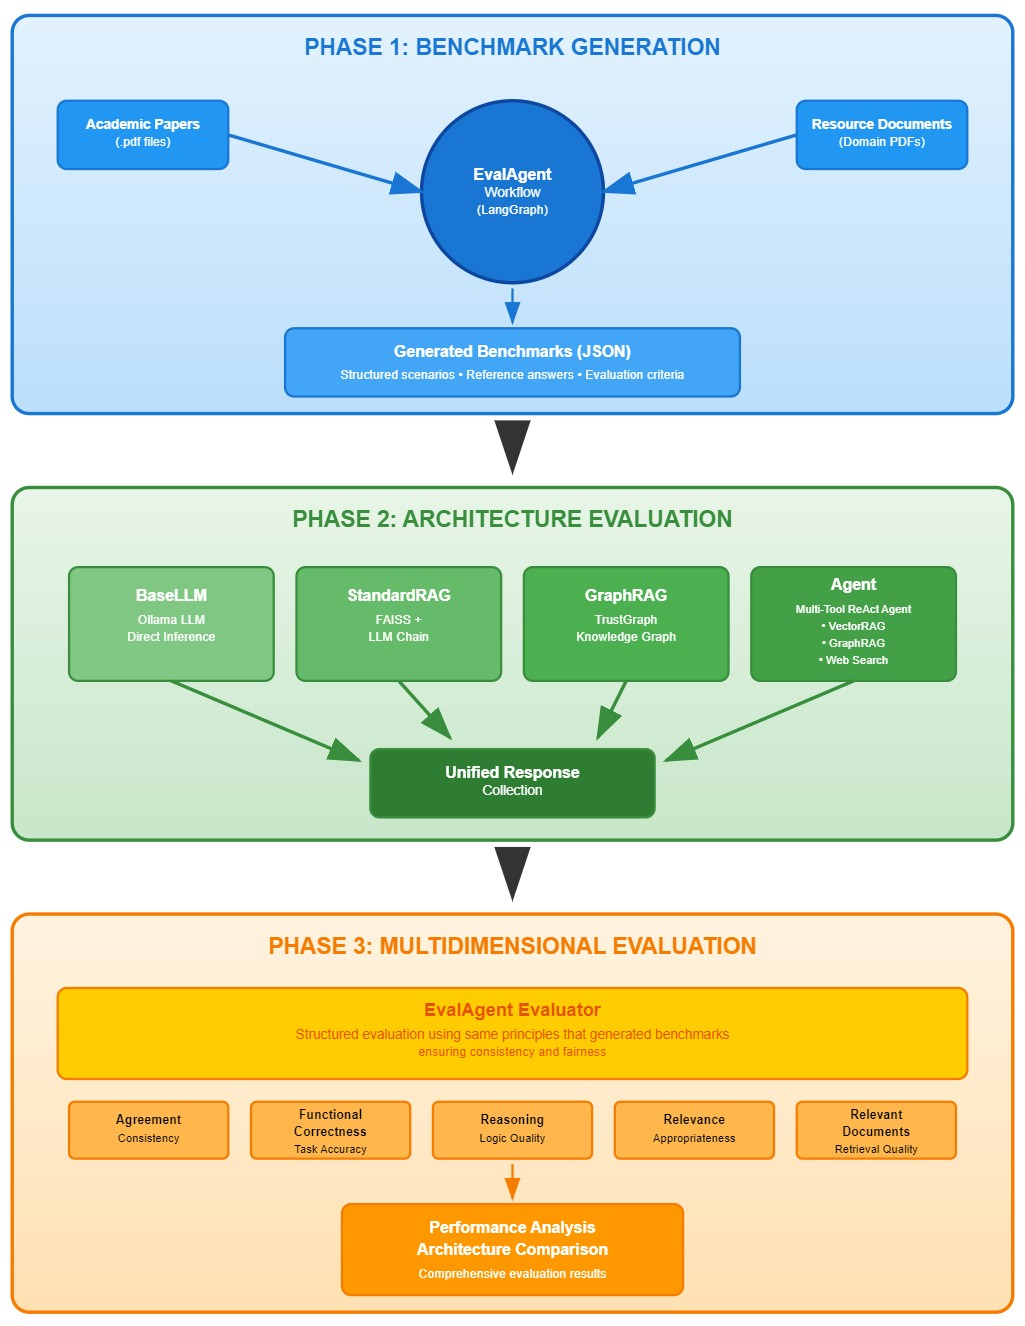 PHASE 1: BENCHMARK GENERATION
Academic Papers
(.pdf files)
EvalAgent
Workflow
(LangGraph)
Resource Documents
(Domain PDFs)
Generated Benchmarks (JSON)
Structured scenarios • Reference answers • Evaluation criteria
PHASE 2: ARCHITECTURE EVALUATION
BaseLLM
Ollama LLM
Direct Inference
StandardRAG
FAISS +
LLM Chain
GraphRAG
TrustGraph
Knowledge Graph
Agent
Multi-Tool ReAct Agent
• VectorRAG
• GraphRAG
• Web Search
Unified Response
Collection
PHASE 3: MULTIDIMENSIONAL EVALUATION
EvalAgent Evaluator
Structured evaluation using same principles that generated benchmarks
ensuring consistency and fairness
Agreement
Consistency
Functional
Correctness
Task Accuracy
Reasoning
Logic Quality
Relevance
Appropriateness
Relevant
Documents
Retrieval Quality
Performance Analysis
Architecture Comparison
Comprehensive evaluation results